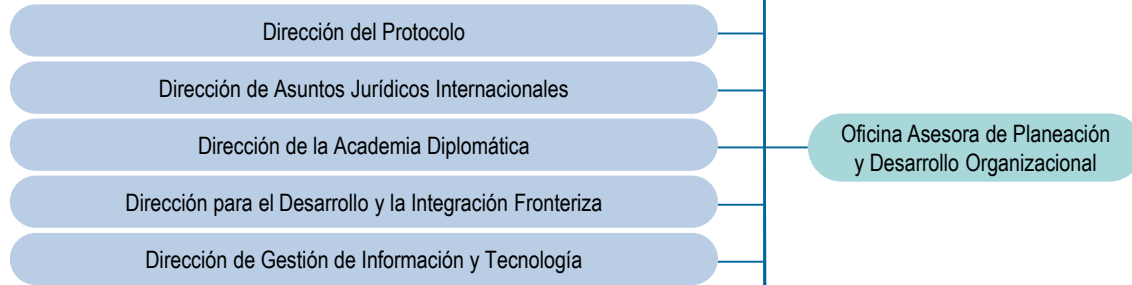 Dirección del Protocolo
Dirección de Asuntos Jurídicos Internacionales
Dirección de la Academia Diplomática
Dirección para el Desarrollo y la Integración Fronteriza
Dirección de Gestión de Información y Tecnología
Oficina Asesora de Planeación
y Desarrollo Organizacional